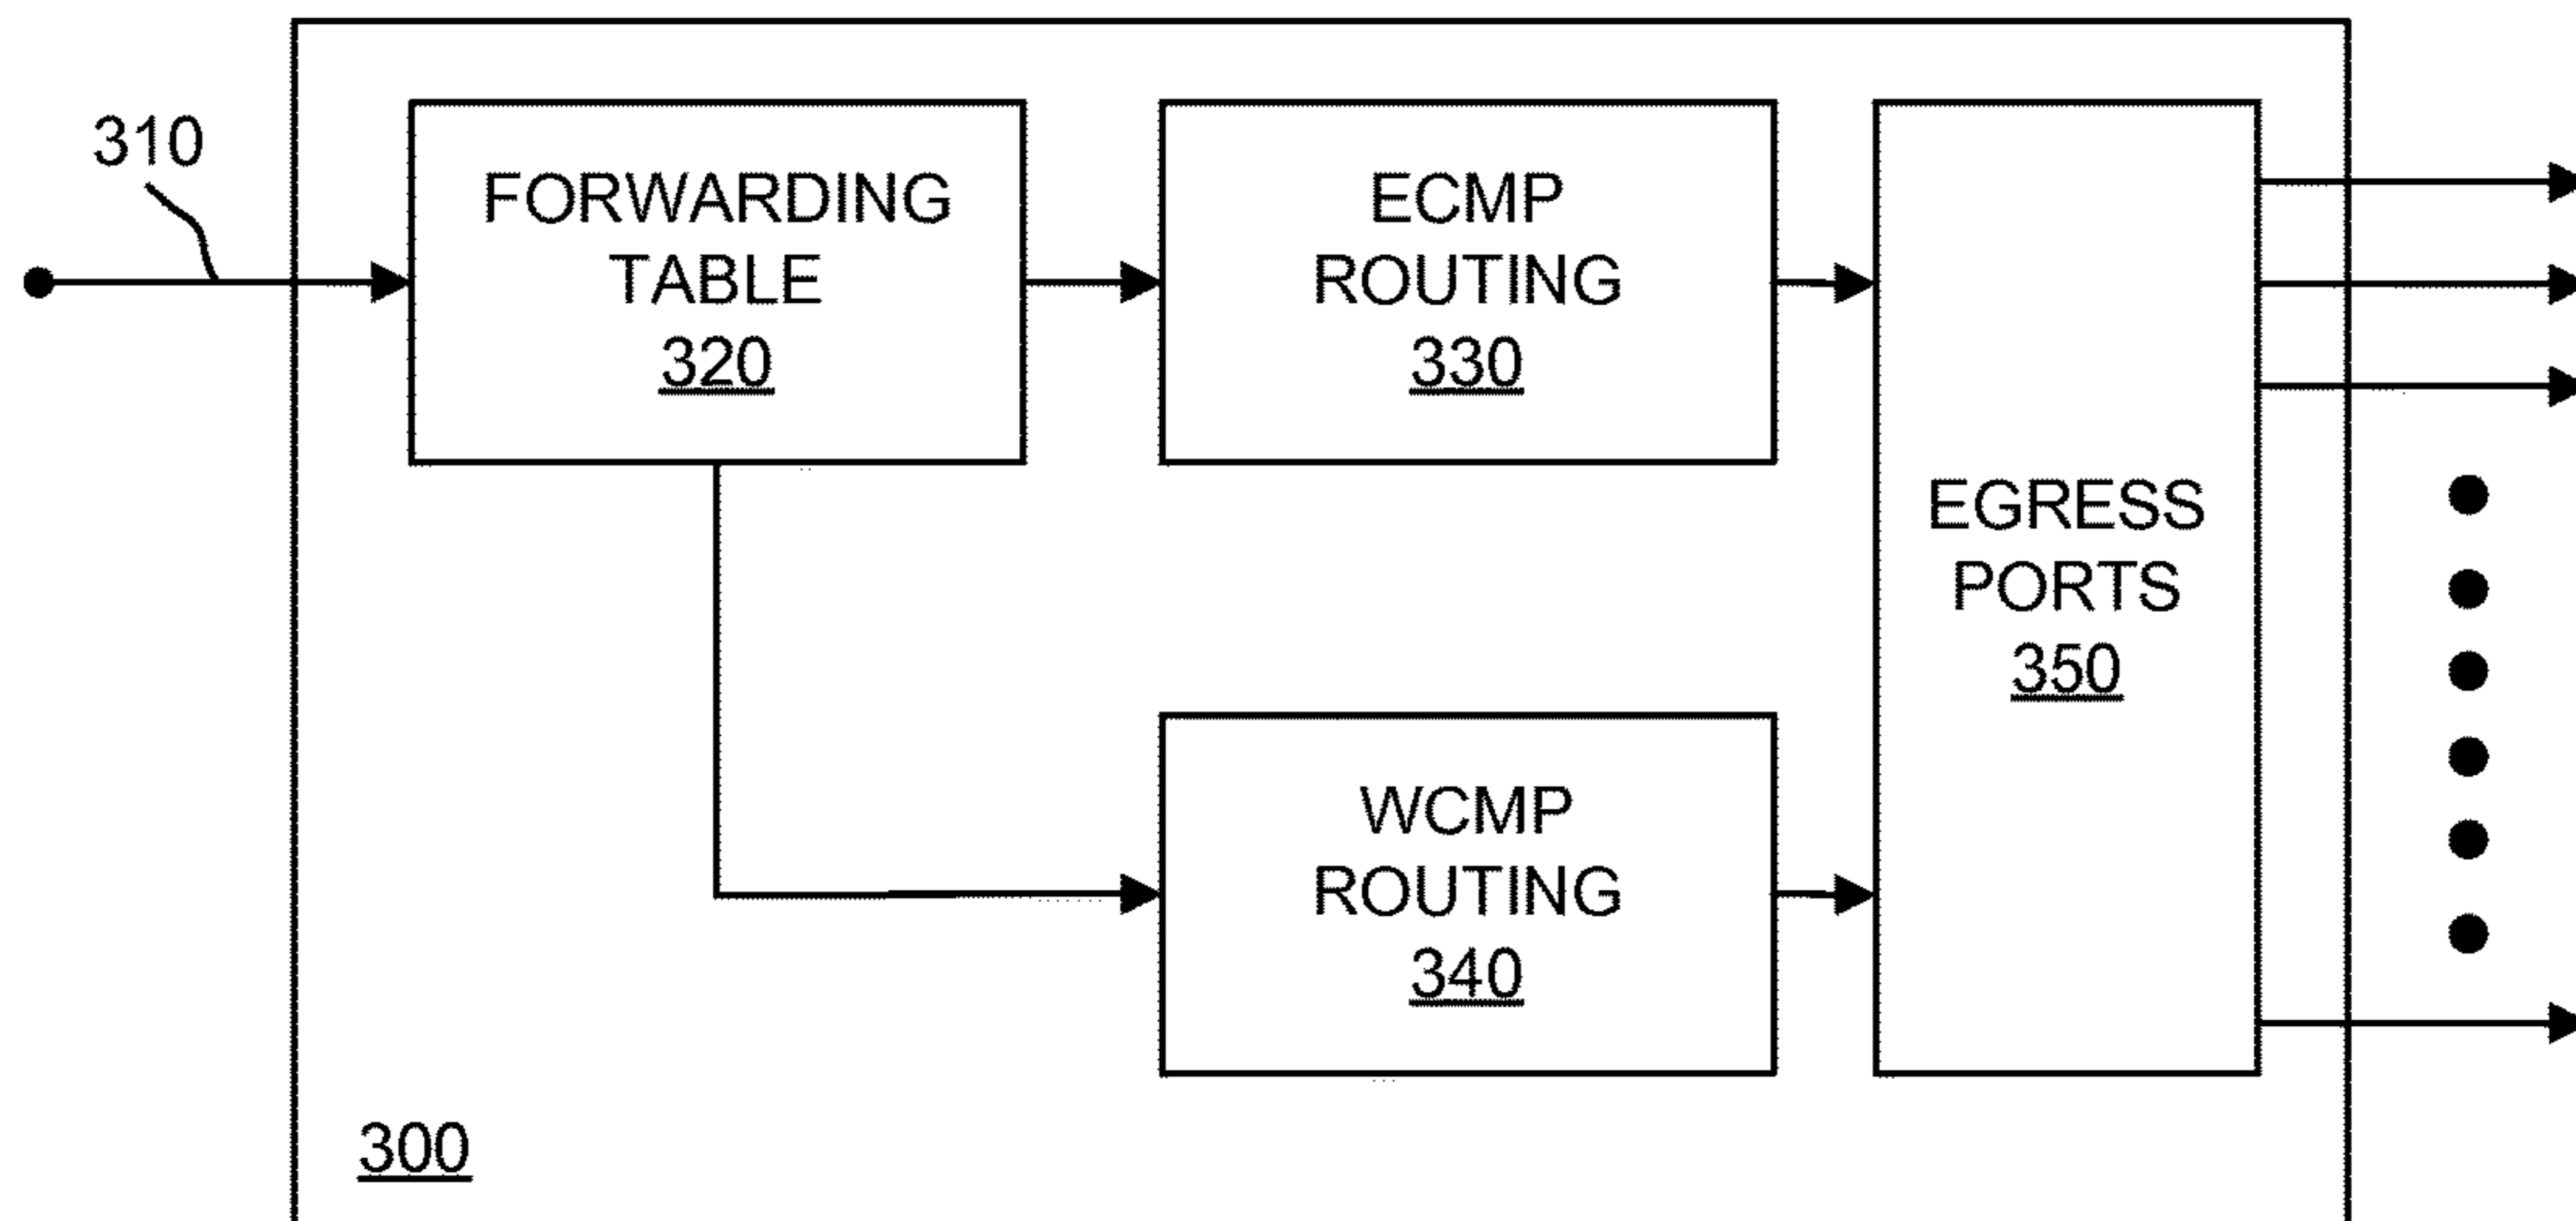 310
FORWARDING
TABLE
320
ECMP
ROUTING
330
EGRESS
PORTS
350
WCMP
ROUTING
340
300